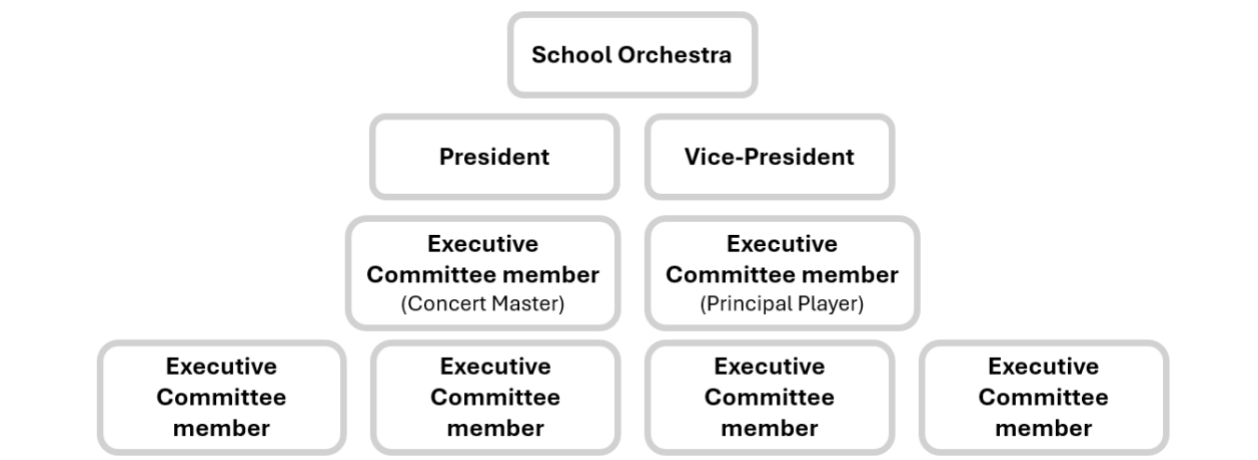 School Orchestra
President
Vice-President
Executive
Committee member
(Concert Master)
Executive
Committee member
(Principal Player)
Executive
Committee
member
Executive
Committee
member
Executive
Committee
member
Executive
Committee
member